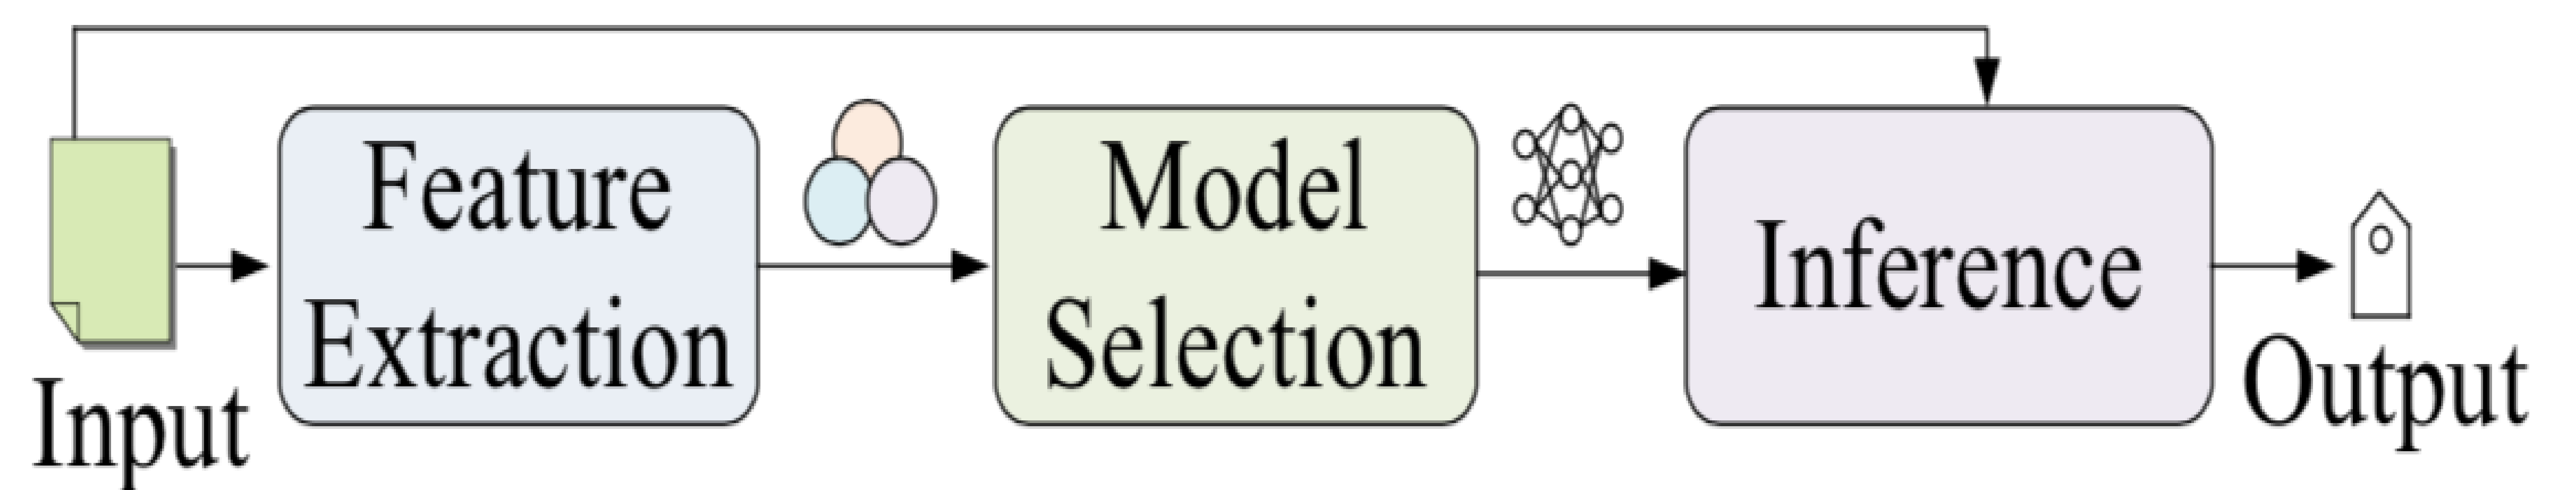 Input
Feature
Extraction
Model
Selection
Inference
Output